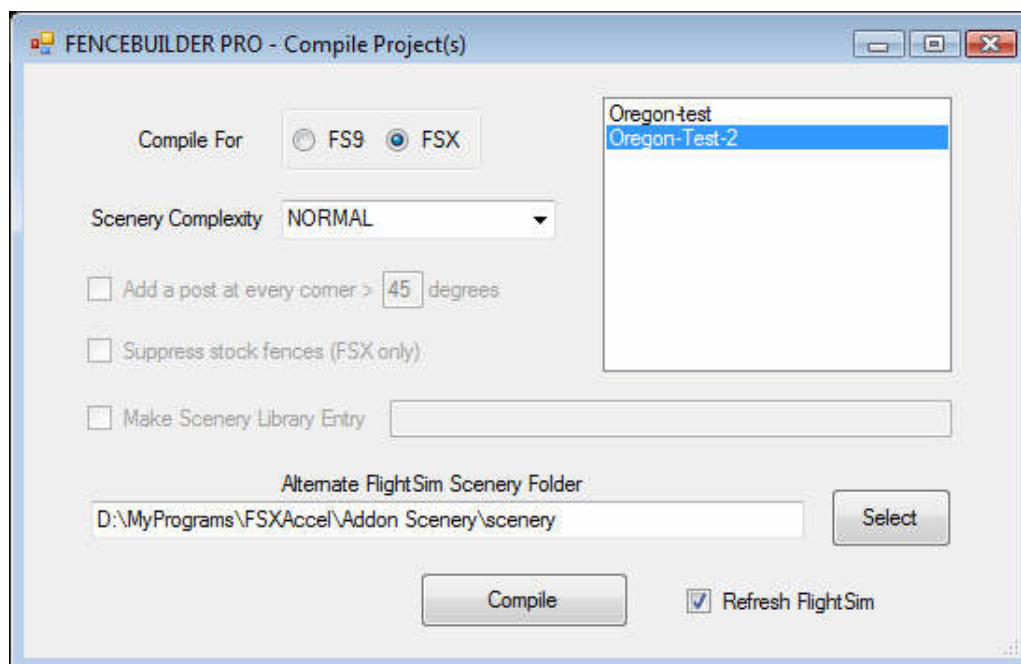 FENCEBUILDER PRO - Compile Project(s)
Compile For
FS9
FSX
Oregon-test
Oregon-Test-2
Scenery Complexity
NORMAL
Add a post at every corner > 45 degrees
Suppress stock fences (FSX only)
Make Scenery Library Entry
Alternate FlightSim Scenery Folder
D:\MyPrograms\FSXAccel\Addon Scenery\scenery
Select
Compile
Refresh FlightSim